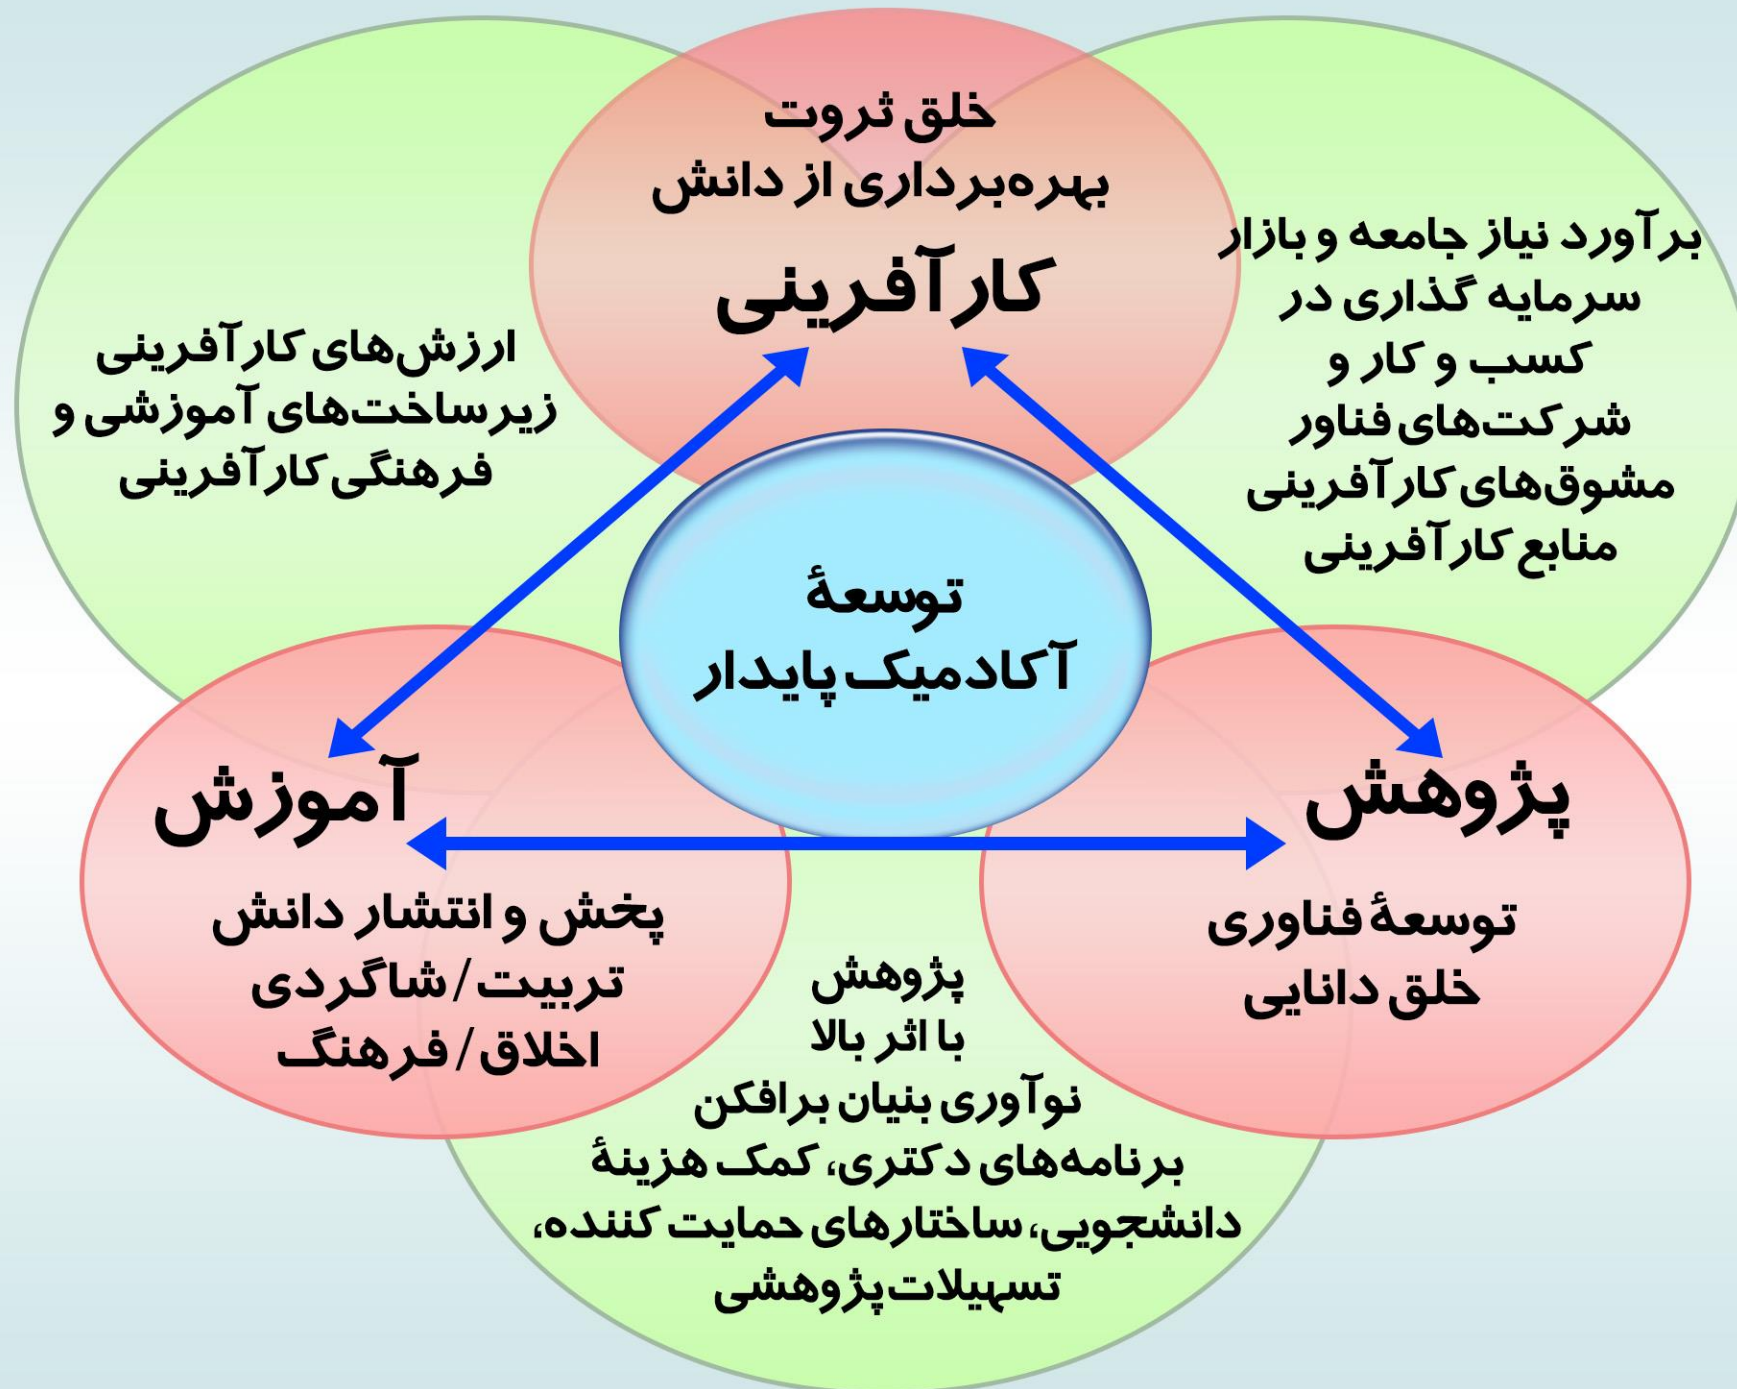 خلق ثروت
بهره‌برداری از دانش
کارآفرینی
برآورد نیاز جامعه و بازار
سرمایه گذاری در
کسب و کار و
شرکت‌های فناور
مشوق‌های کارآفرینی
منابع کارآفرینی
ارزش‌های کارآفرینی
زیرساخت‌های آموزشی و
فرهنگی کارآفرینی
توسعهٔ
آکادمیک پایدار
پژوهش
توسعهٔ فناوری
خلق دانایی
آموزش
پخش و انتشار دانش
تربیت/شاگردی
اخلاق/فرهنگ
پژوهش
با اثر بالا
نوآوری بنیان برافکن
برنامه‌های دکتری، کمک هزینهٔ
دانشجویی، ساختارهای حمایت کننده،
تسهیلات پژوهشی